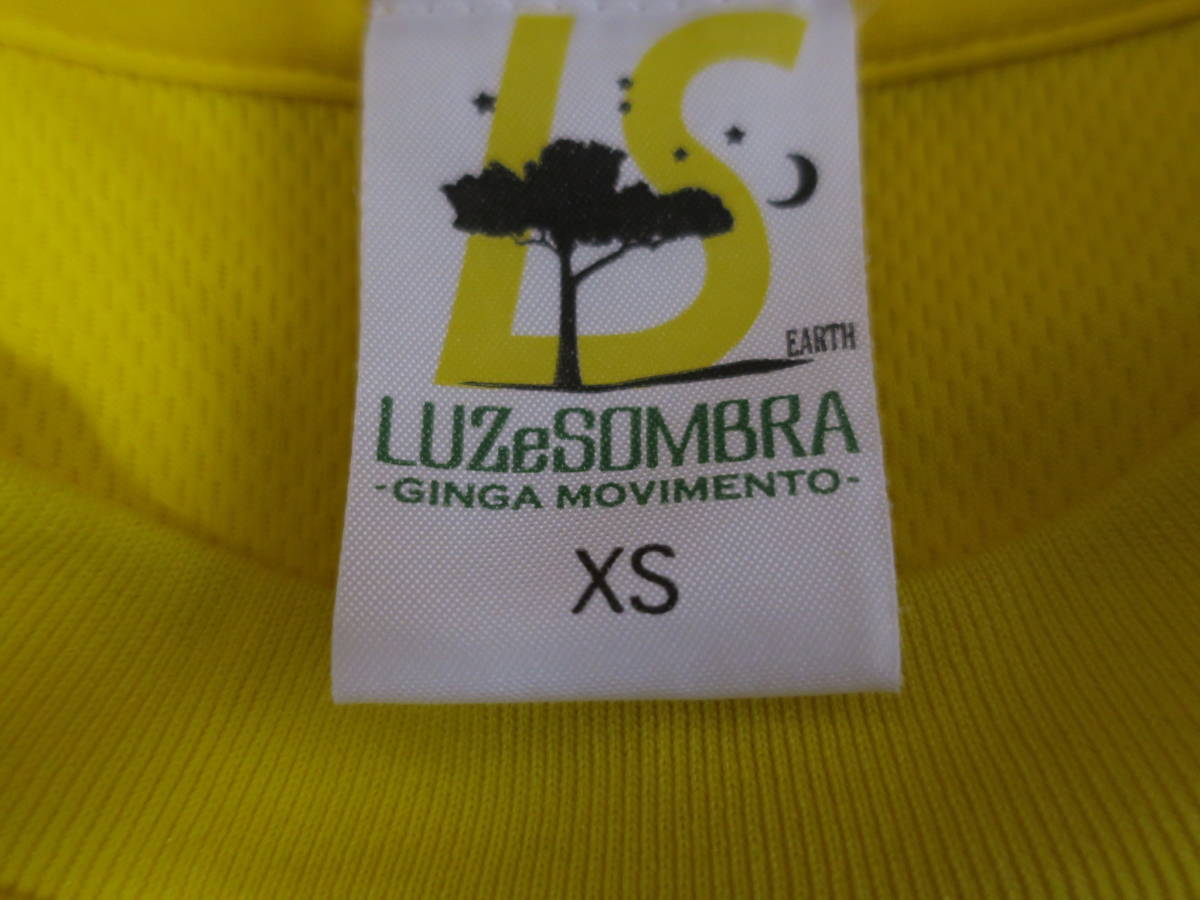 LS
EARTH
LUZeSOMBRA
-GINGA MOVIMENTO-
XS